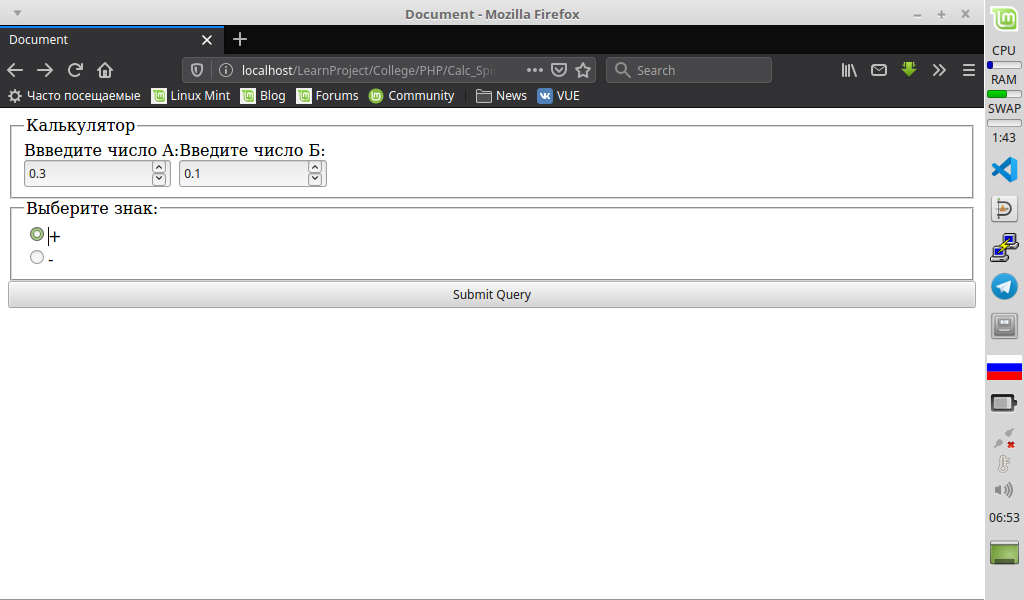 Document - Mozilla Firefox
Document
localhost/LearnProject/College/PHP/Calc_Spi
Search
Часто посещаемые Linux Mint Blog Forums Community News VUE
Калькулятор
Ввведите число А:Введите число Б:
0.3 0.1
Выберите знак:
+
-
Submit Query
CPU
RAM
SWAP
1:43
06:53